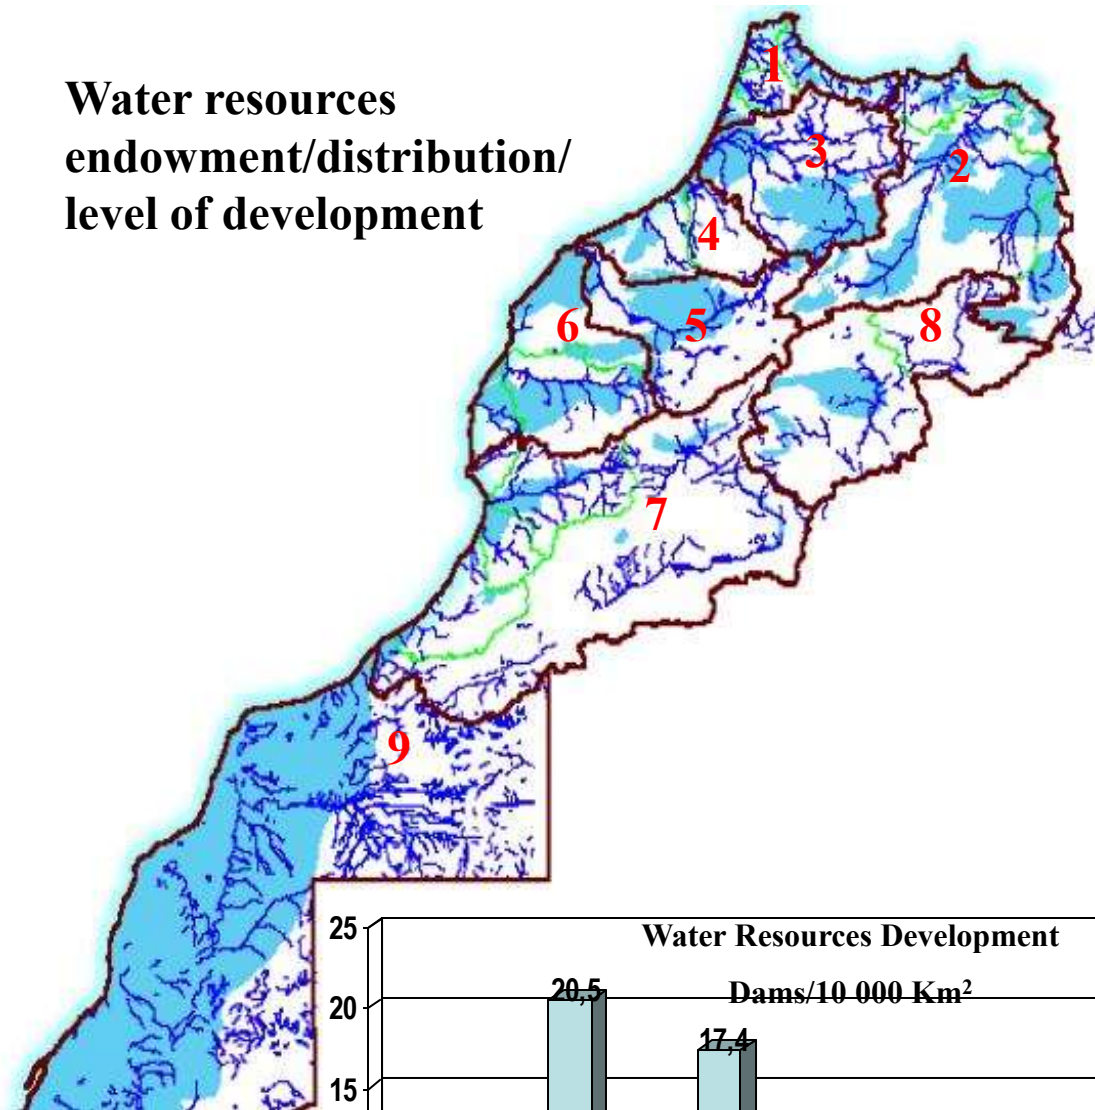 Water resources
endowment/distribution/
level of development
1
2
3
4
5
6
7
8
9
25
Water Resources Development
20,5
Dams/10 000 Km²
20
17,4
15